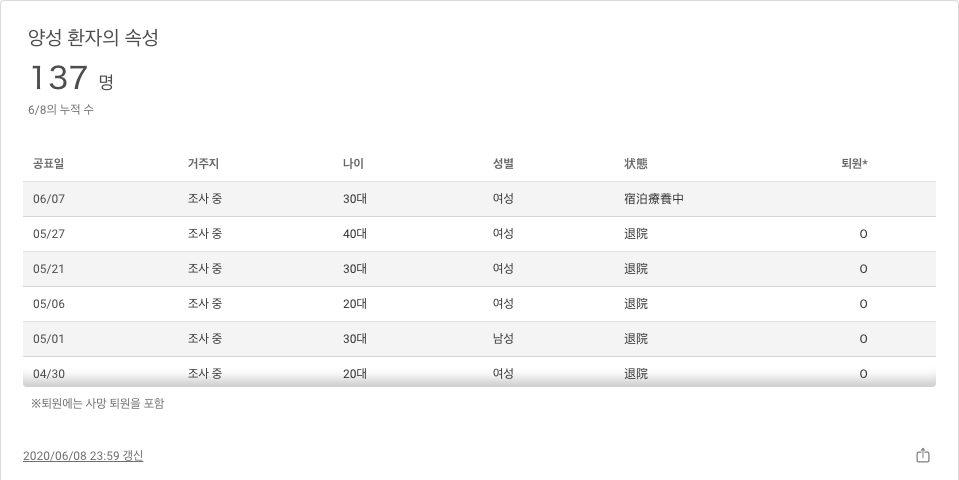 양성 환자의 속성
137 명
6/8의 누적 수
공표일 거주지 나이 성별 状態 퇴원*
06/07 조사 중 30대 여성 宿泊療養中
05/27 조사 중 40대 여성 退院 O
05/21 조사 중 30대 여성 退院 O
05/06 조사 중 20대 여성 退院 O
05/01 조사 중 30대 남성 退院 O
04/30 조사 중 20대 여성 退院 O
※퇴원에는 사망 퇴원을 포함
2020/06/08 23:59 갱신